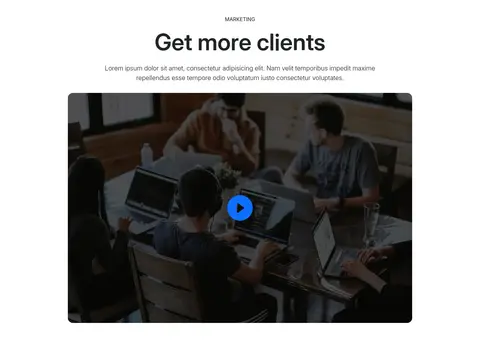 MARKETING
Get more clients
Lorem ipsum dolor sit amet, consectetur adipisicing elit. Nam velit temporibus impedit maxime
repellendus esse tempore odio voluptatum iusto consectetur voluptates.